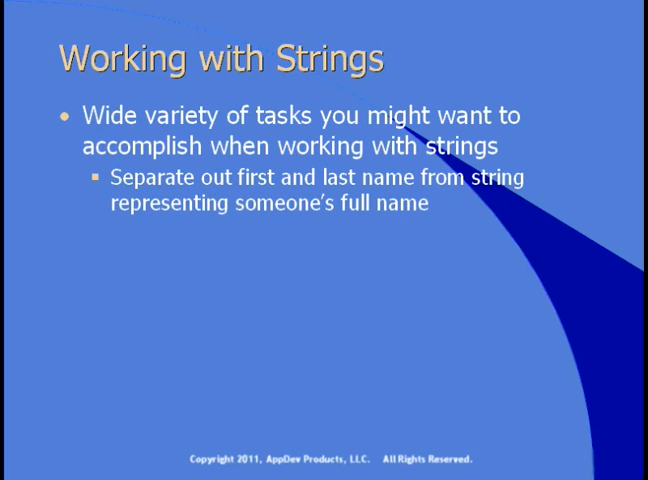 Working with Strings
• Wide variety of tasks you might want to
accomplish when working with strings
▪ Separate out first and last name from string
representing someone's full name
Copyright 2011, AppDev Products, LLC. All Rights Reserved.